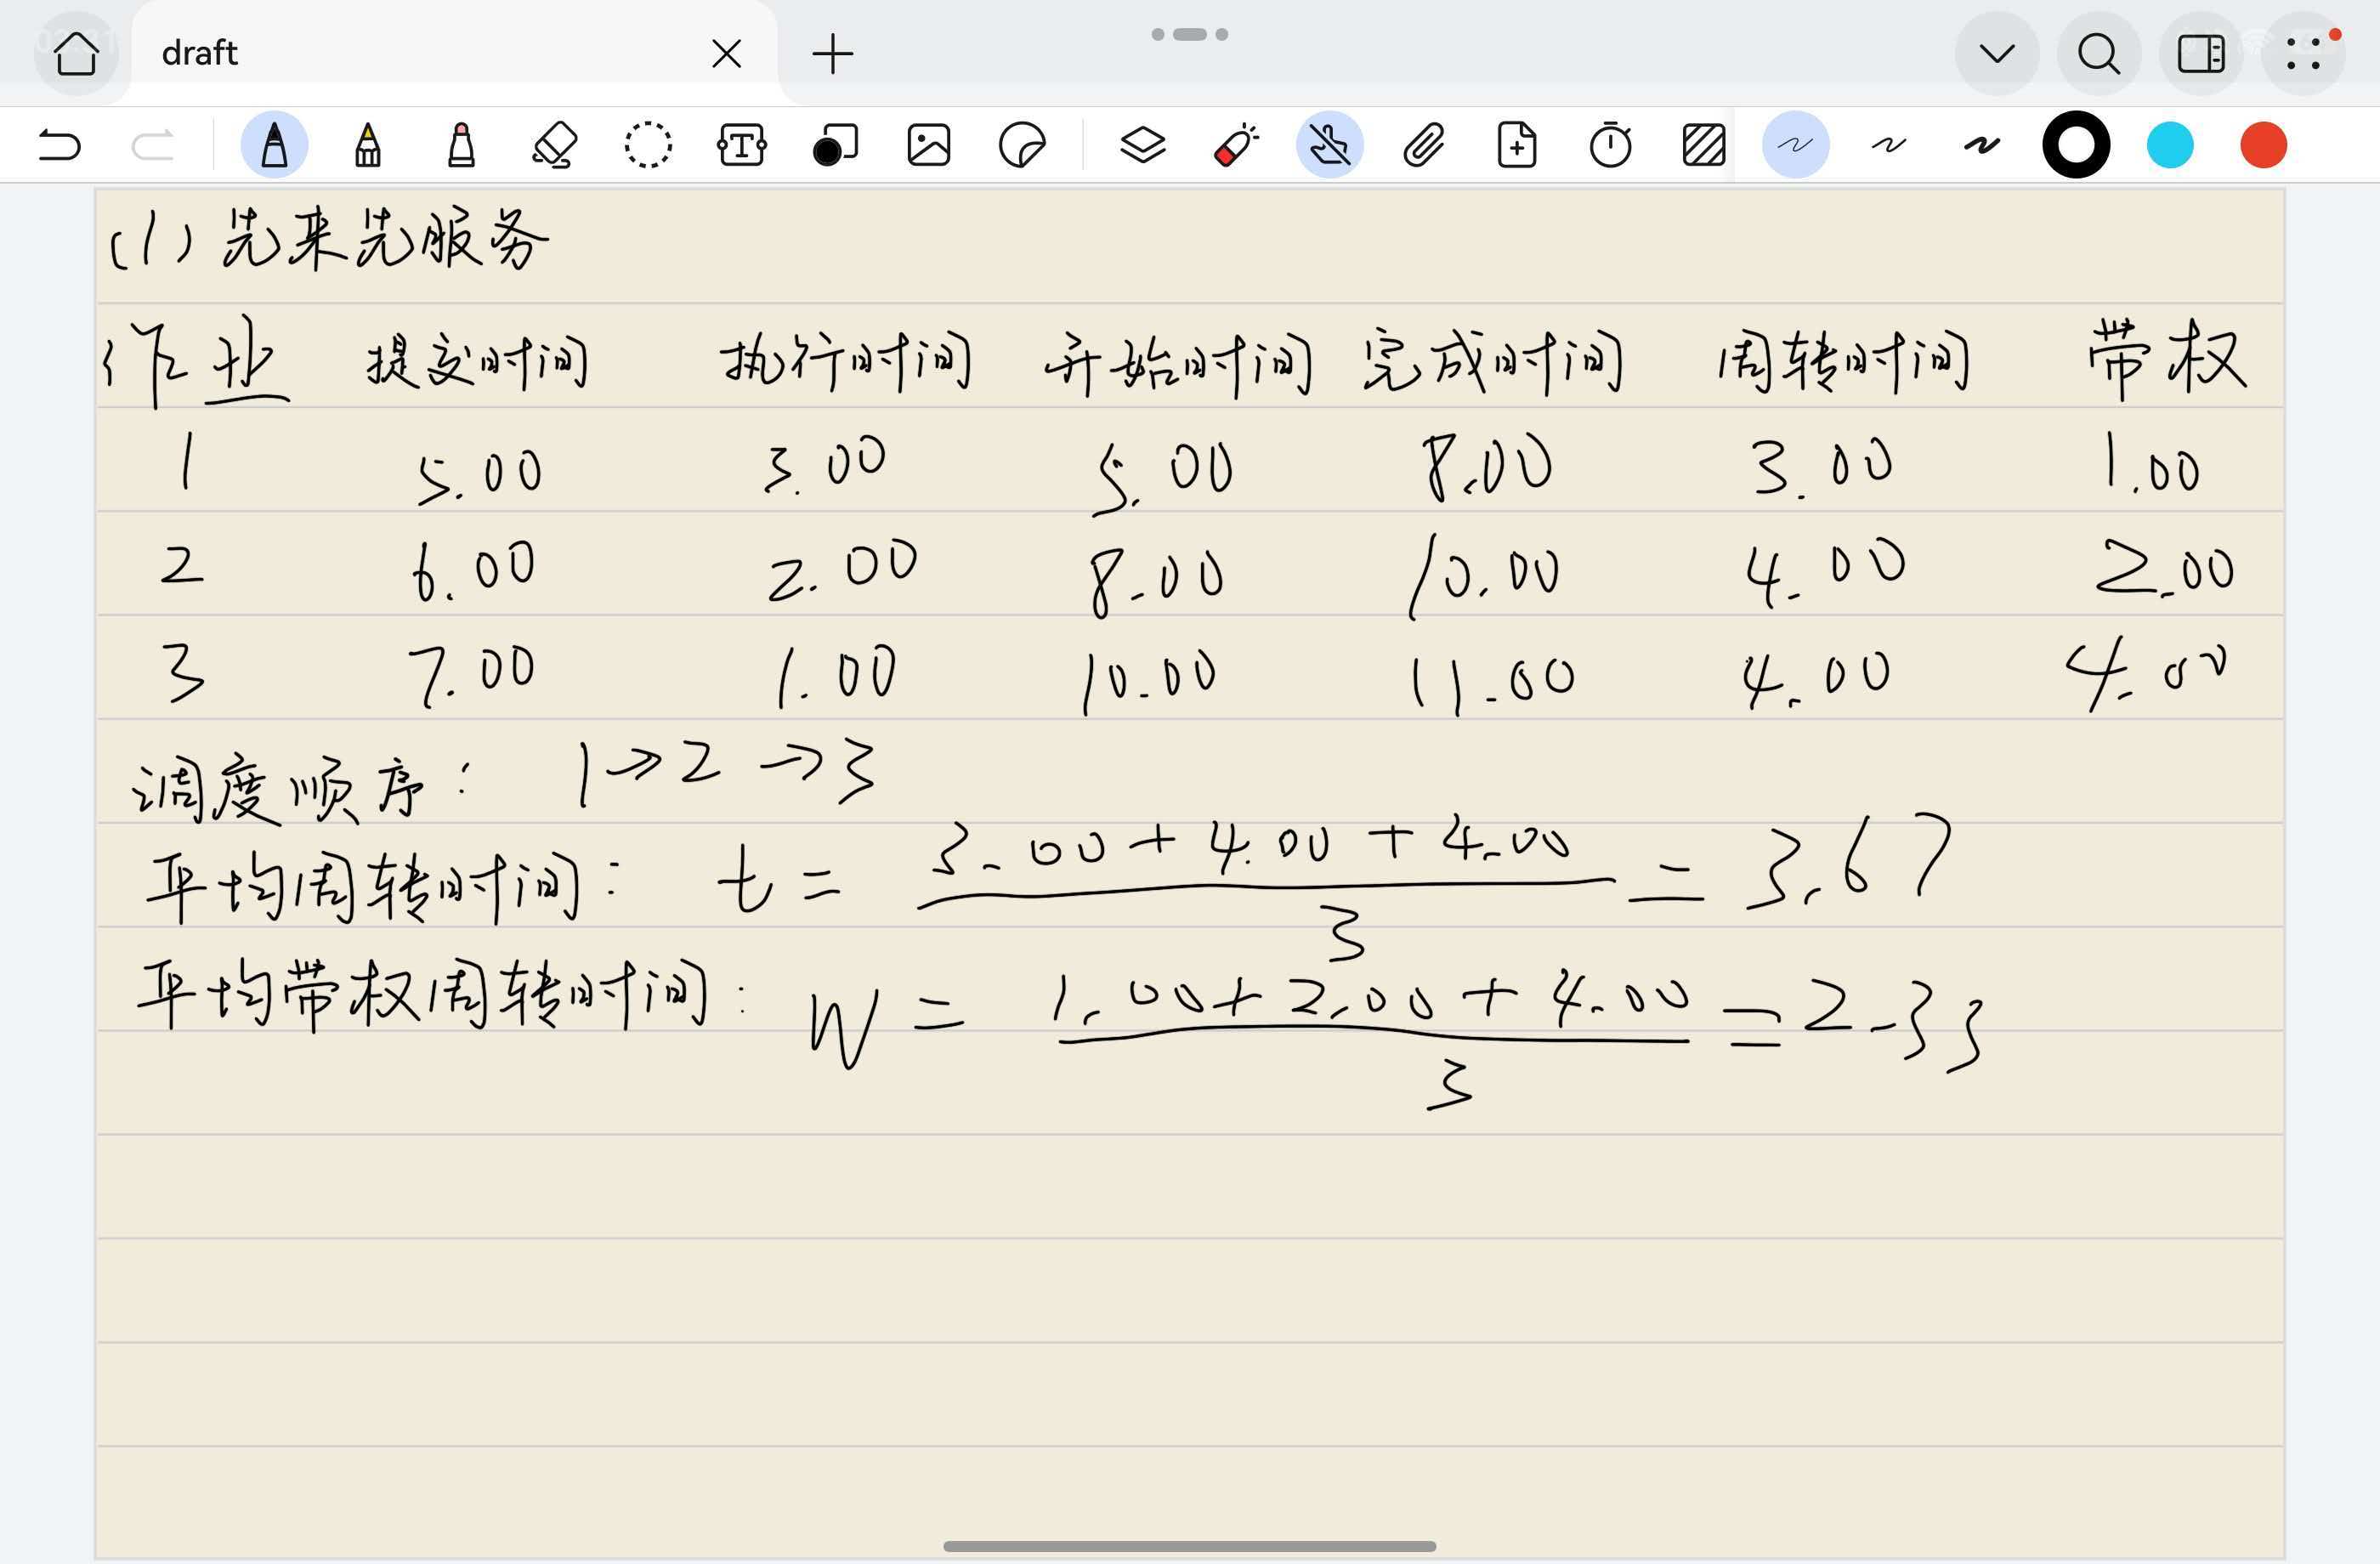 draft
(1) 先来先服务
作业 提交时间 执行时间 开始时间 完成时间 周转时间 带权
1 5.00 3.00 5.00 8.00 3.00 1.00
2 6.00 2.00 8.00 10.00 4.00 2.00
3 7.00 1.00 10.00 11.00 4.00 4.00
调度顺序: 1→2→3
平均周转时间: t = (3.00 + 4.00 + 4.00)/3 = 3.67
平均带权周转时间: W = (1.00 + 2.00 + 4.00)/3 = 2.33